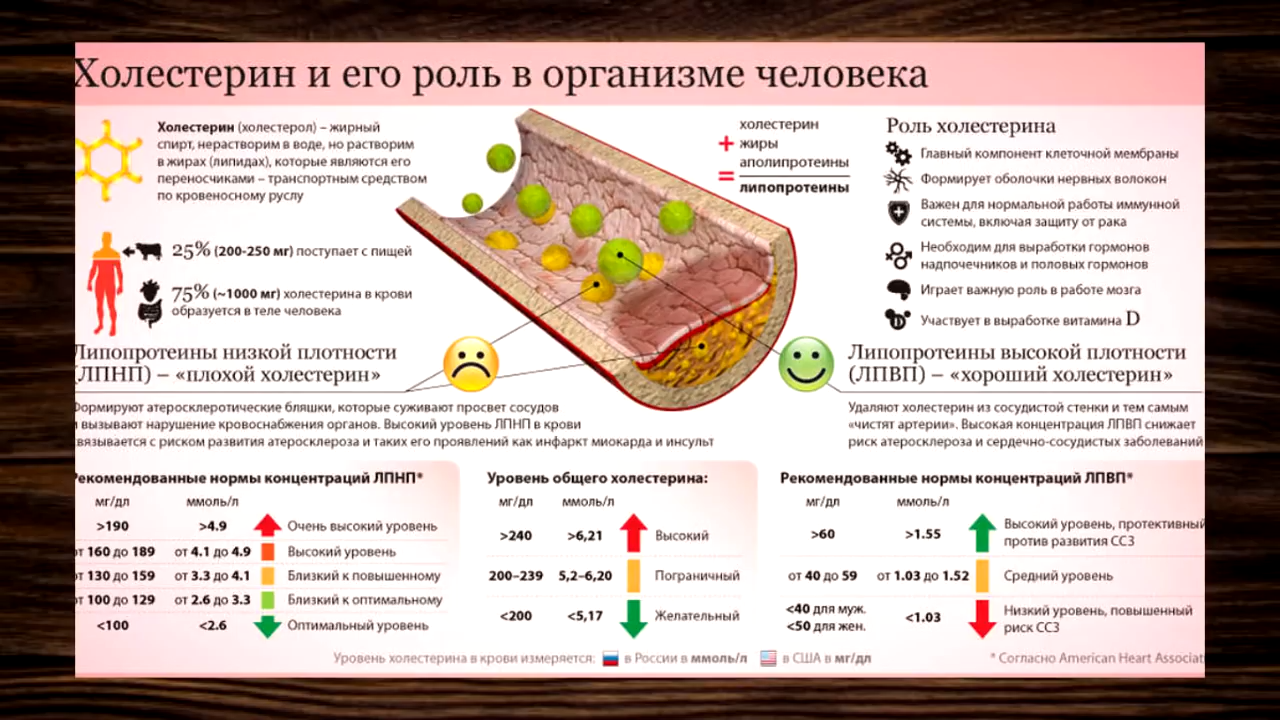 Холестерин и его роль в организме человека
Холестерин (холестерол) – жирный
спирт, нерастворим в воде, но растворим
в жирах (липидах), которые являются его
переносчиками – транспортным средством
по кровеносному руслу
25% (200-250 мг) поступает с пищей
75% (~1000 мг) холестерина в крови
образуется в теле человека
холестерин
+ жиры
аполипротеины
= липопротеины
Роль холестерина
Главный компонент клеточной мембраны
Формирует оболочки нервных волокон
Важен для нормальной работы иммунной
системы, включая защиту от рака
Необходим для выработки гормонов
надпочечников и половых гормонов
Играет важную роль в работе мозга
D
Участвует в выработке витамина D
Липопротеины низкой плотности
(ЛПНП) – «плохой холестерин»
Формируют атеросклеротические бляшки, которые суживают просвет сосудов
и вызывают нарушение кровоснабжения органов. Высокий уровень ЛПНП в крови
связывается с риском развития атеросклероза и таких его проявлений как инфаркт миокарда и инсульт
Липопротеины высокой плотности
(ЛПВП) – «хороший холестерин»
Удаляют холестерин из сосудистой стенки и тем самым
«чистят артерии». Высокая концентрация ЛПВП снижает
риск атеросклероза и сердечно-сосудистых заболеваний
Рекомендованные нормы концентраций ЛПНП*
мг/дл ммоль/л
>190 >4.9 Очень высокий уровень
от 160 до 189 от 4.1 до 4.9 Высокий уровень
от 130 до 159 от 3.3 до 4.1 Близкий к повышенному
от 100 до 129 от 2.6 до 3.3 Близкий к оптимальному
<100 <2.6 Оптимальный уровень
Уровень общего холестерина:
мг/дл ммоль/л
>240 >6,21 Высокий
200–239 5,2–6,20 Пограничный
<200 <5,17 Желательный
Рекомендованные нормы концентраций ЛПВП*
мг/дл ммоль/л
>60 >1.55 Высокий уровень, протективный
против развития ССЗ
от 40 до 59 от 1.03 до 1.52 Средний уровень
<40 для муж.
<50 для жен. <1.03 Низкий уровень, повышенный
риск ССЗ
Уровень холестерина в крови измеряется: в России в ммоль/л в США в мг/дл
* Согласно American Heart Associat